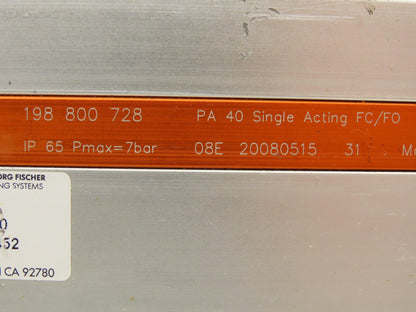 198 800 728 PA 40 Single Acting FC/FO
IP 65 Pmax=7bar 08E 20080515 31
ORG FISCHER
NG SYSTEMS
0
452
CA 92780